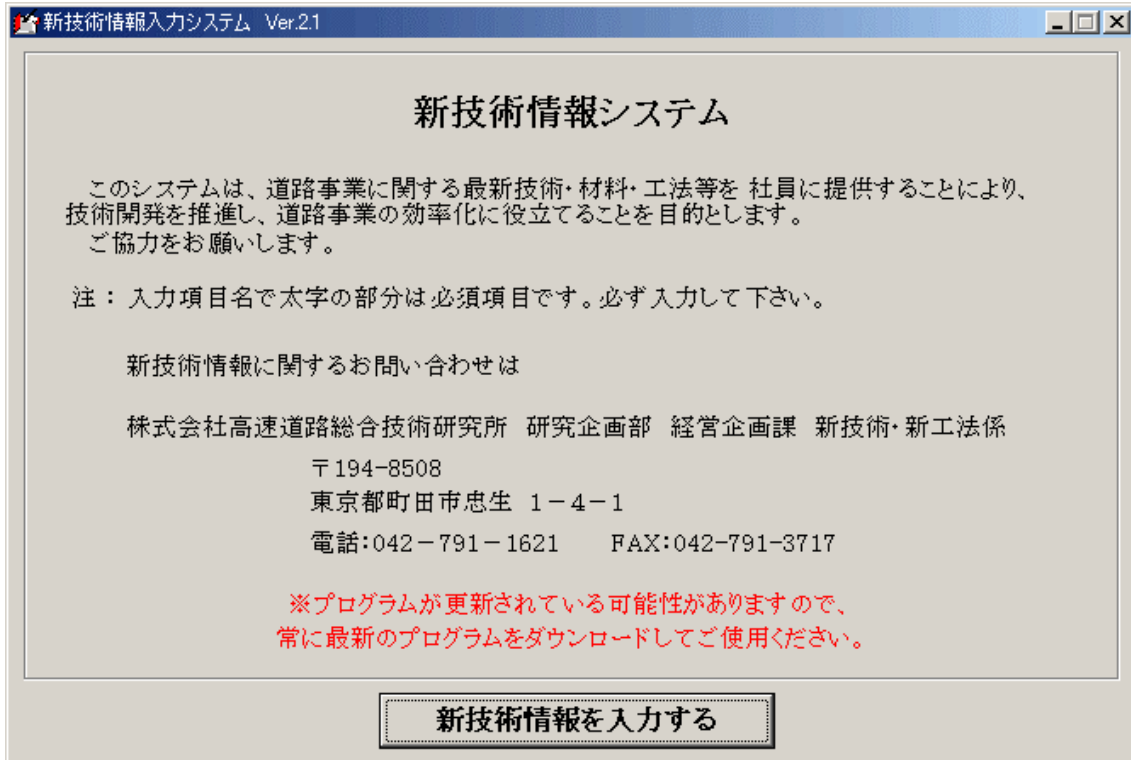 新技術情報入力システム Ver.2.1
新技術情報システム
このシステムは、道路事業に関する最新技術・材料・工法等を 社員に提供することにより、
技術開発を推進し、道路事業の効率化に役立てることを目的とします。
ご協力をお願いします。
注：入力項目名で太字の部分は必須項目です。必ず入力して下さい。
新技術情報に関するお問い合わせは
株式会社高速道路総合技術研究所 研究企画部 経営企画課 新技術・新工法係
〒194-8508
東京都町田市忠生 1－4－1
電話：042－791－1621 FAX：042-791-3717
※プログラムが更新されている可能性がありますので、
常に最新のプログラムをダウンロードしてご使用ください。
新技術情報を入力する